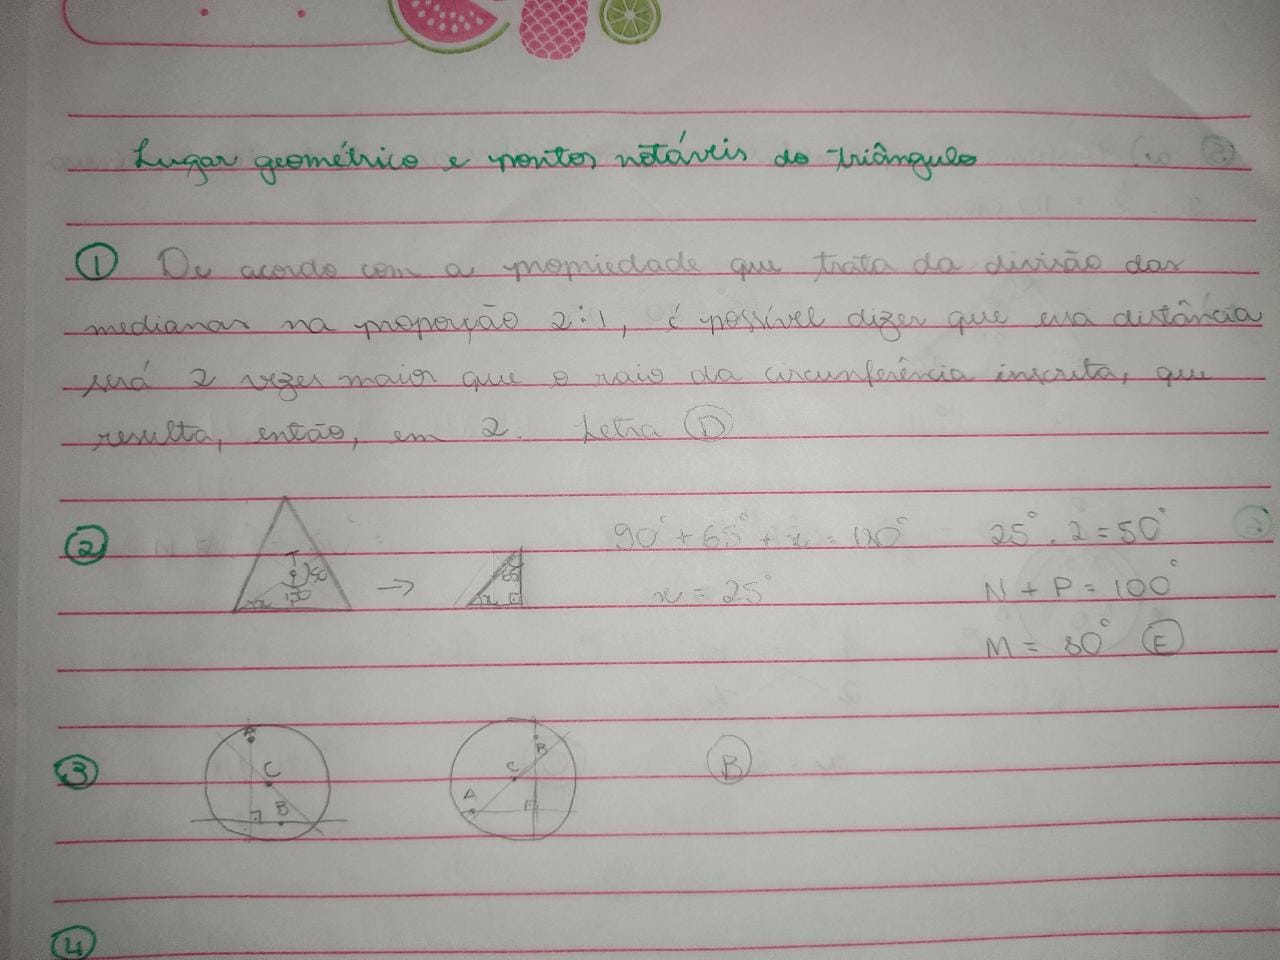 Lugar geométrico e pontos notáveis do triângulo
① De acordo com a propriedade que trata da divisão das
medianas na proporção 2:1, é possível dizer que essa distância
será 2 vezes maior que o raio da circunferência inscrita, que
resulta, então, em 2. Letra Ⓓ
② 90° + 65° + x = 180° 25° . 2 = 50°
x = 25° N + P = 100°
M = 80° Ⓔ
T
50
130
x
65
x
③ A C B A C B Ⓑ
④